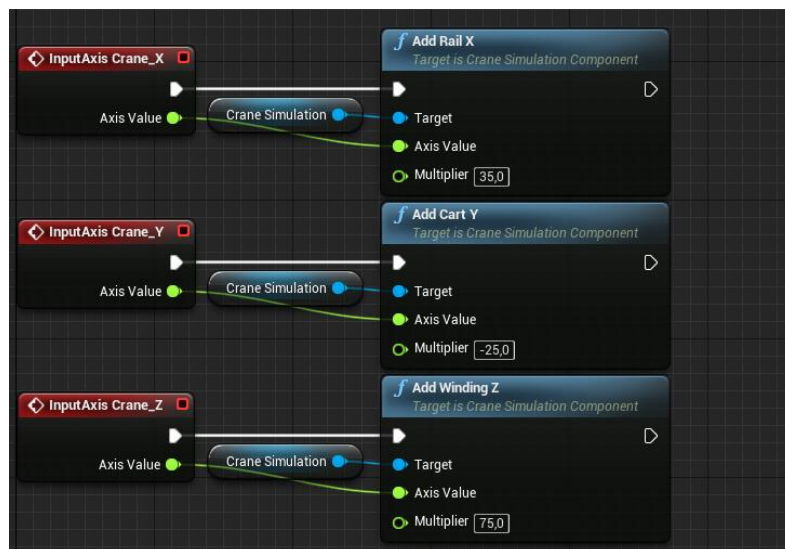 InputAxis Crane_X
Axis Value
Crane Simulation
f Add Rail X
Target is Crane Simulation Component
Target
Axis Value
Multiplier 35,0
InputAxis Crane_Y
Axis Value
Crane Simulation
f Add Cart Y
Target is Crane Simulation Component
Target
Axis Value
Multiplier -25,0
InputAxis Crane_Z
Axis Value
Crane Simulation
f Add Winding Z
Target is Crane Simulation Component
Target
Axis Value
Multiplier 75,0